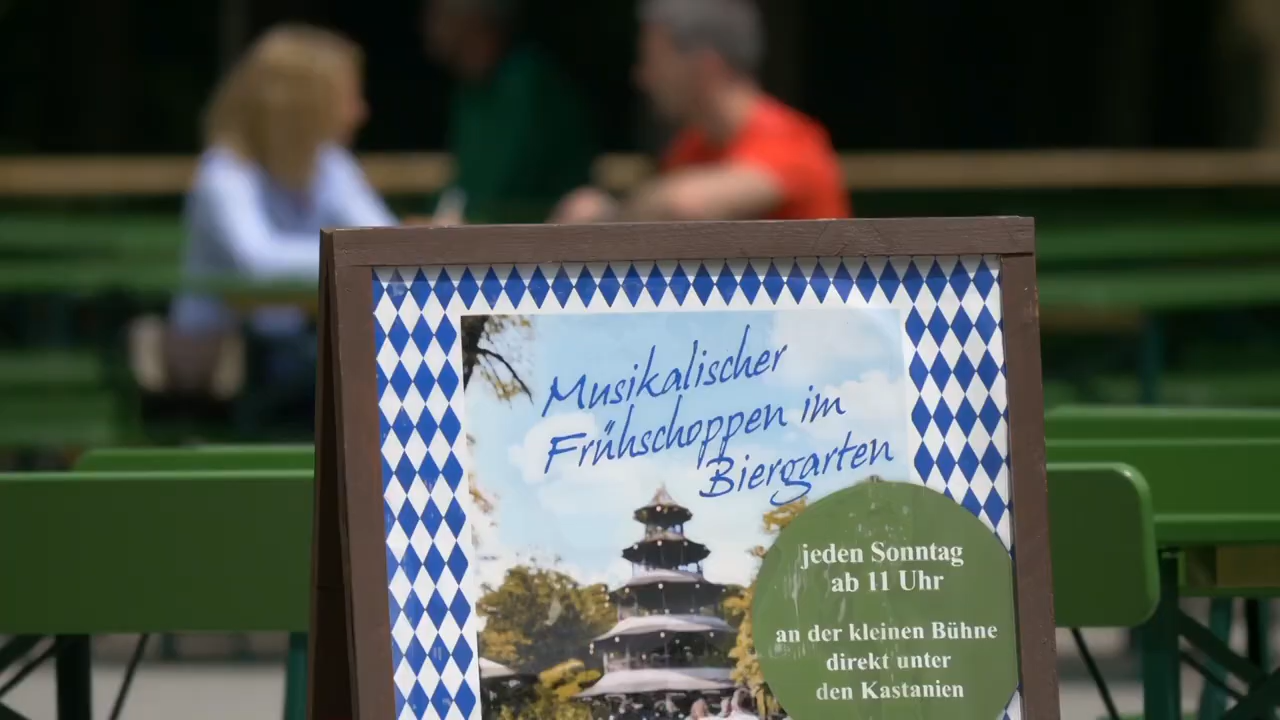 Musikalischer
Frühschoppen im
Biergarten
jeden Sonntag
ab 11 Uhr
an der kleinen Bühne
direkt unter
den Kastanien